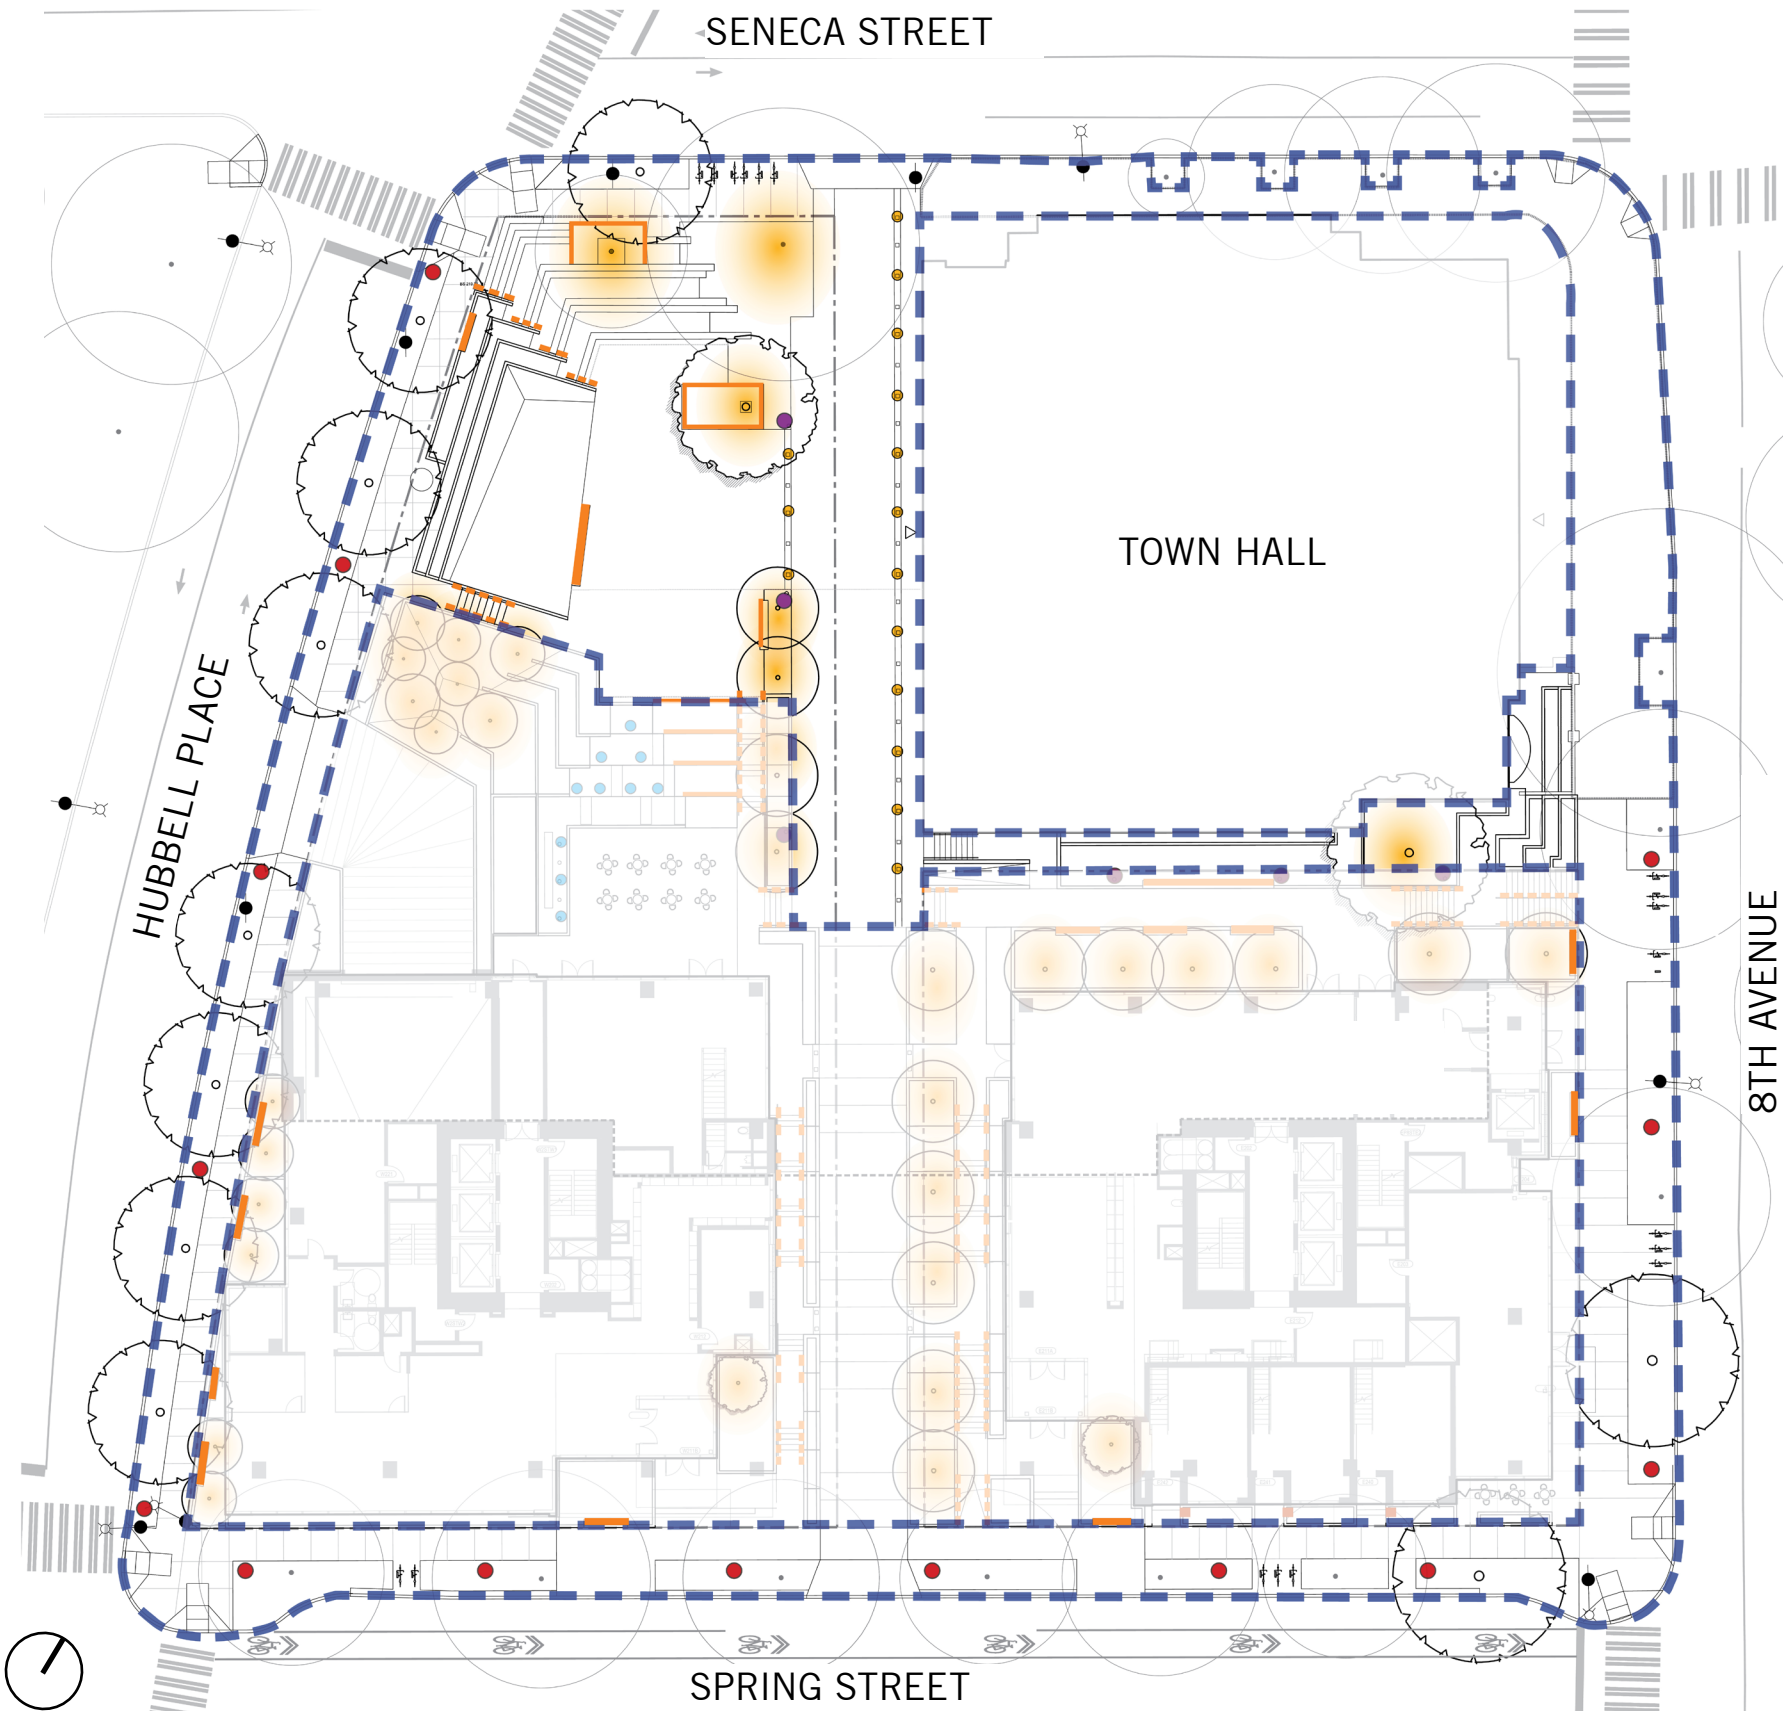 SENECA STREET
TOWN HALL
HUBBELL PLACE
8TH AVENUE
SPRING STREET